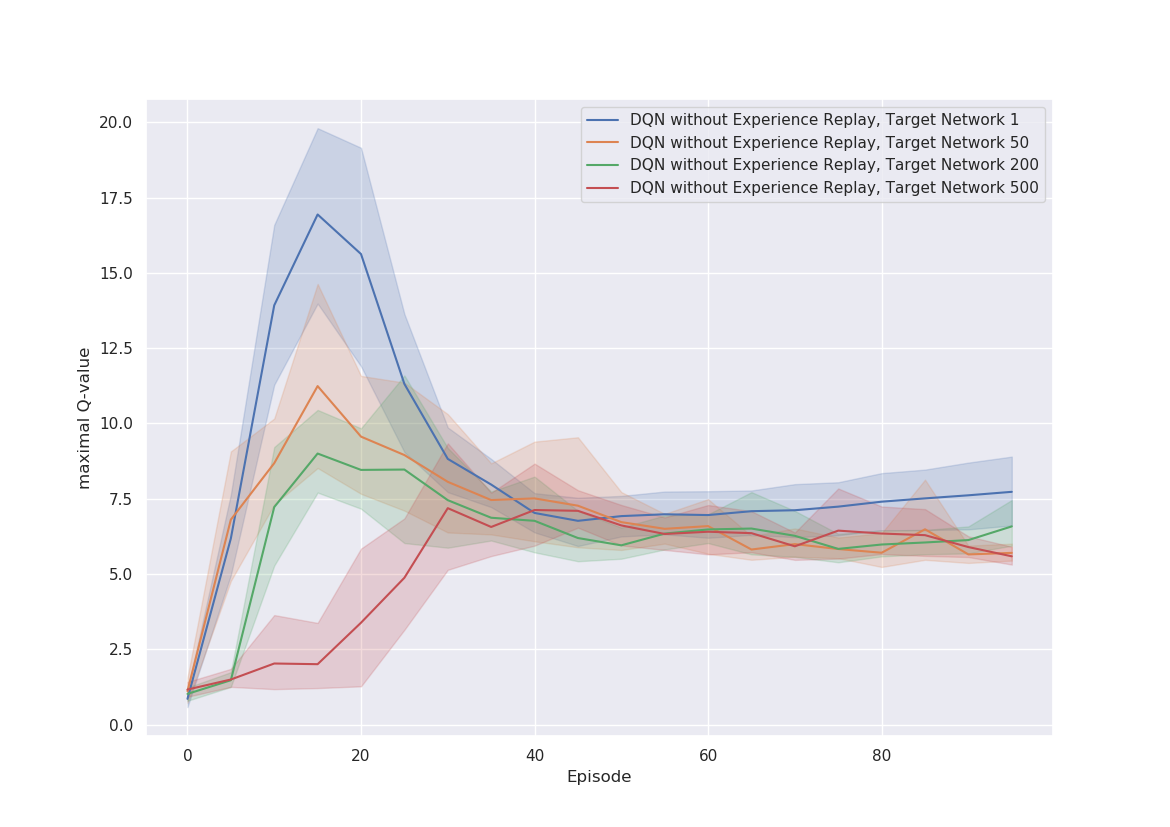 20.0
17.5
15.0
12.5
10.0
7.5
5.0
2.5
0.0
maximal Q-value
DQN without Experience Replay, Target Network 1
DQN without Experience Replay, Target Network 50
DQN without Experience Replay, Target Network 200
DQN without Experience Replay, Target Network 500
0 20 40 60 80
Episode